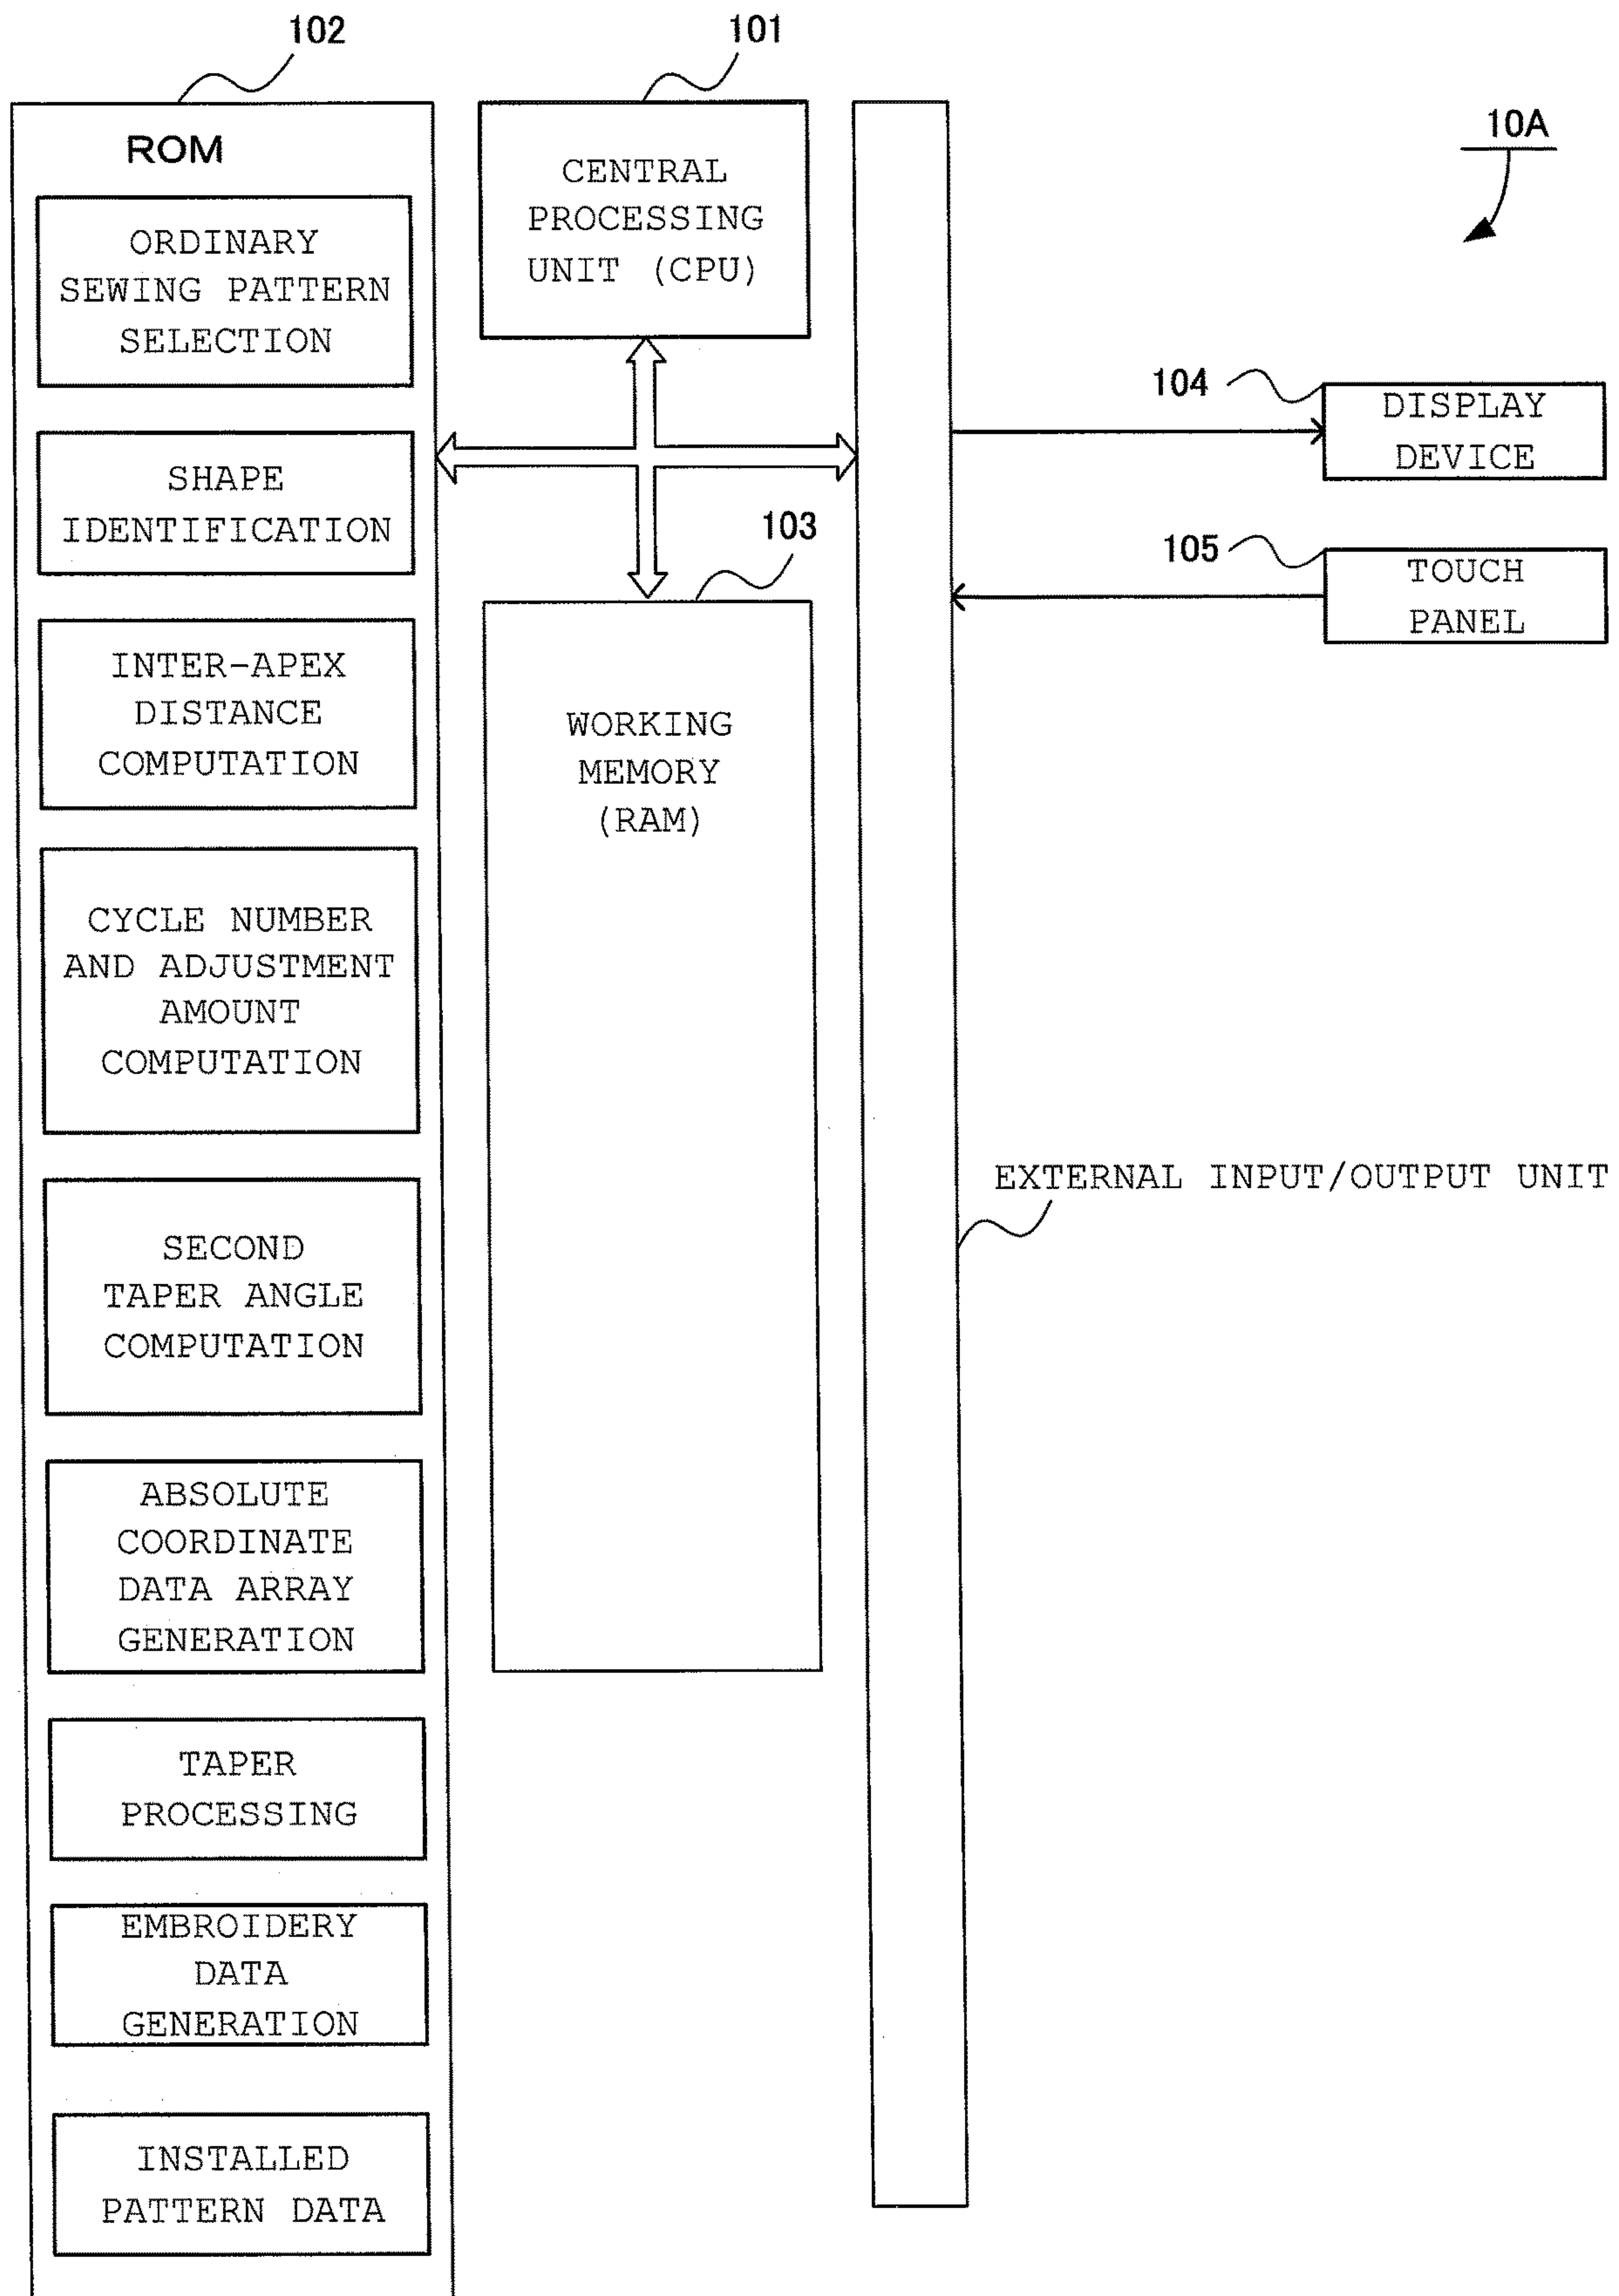 102
101
10A
ROM
ORDINARY
SEWING PATTERN
SELECTION
SHAPE
IDENTIFICATION
INTER-APEX
DISTANCE
COMPUTATION
CYCLE NUMBER
AND ADJUSTMENT
AMOUNT
COMPUTATION
SECOND
TAPER ANGLE
COMPUTATION
ABSOLUTE
COORDINATE
DATA ARRAY
GENERATION
TAPER
PROCESSING
EMBROIDERY
DATA
GENERATION
INSTALLED
PATTERN DATA
CENTRAL
PROCESSING
UNIT (CPU)
103
WORKING
MEMORY
(RAM)
104
DISPLAY
DEVICE
105
TOUCH
PANEL
EXTERNAL INPUT/OUTPUT UNIT